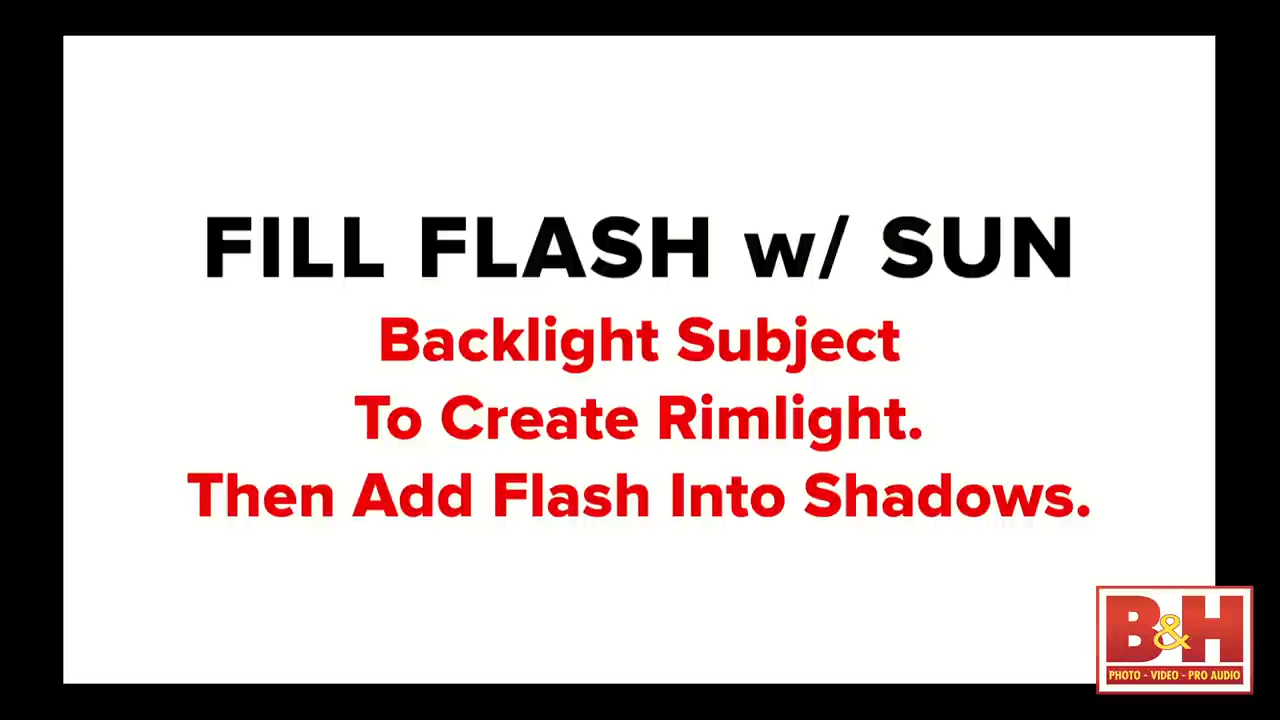 FILL FLASH w/ SUN
Backlight Subject
To Create Rimlight.
Then Add Flash Into Shadows.
B&H
PHOTO - VIDEO - PRO AUDIO